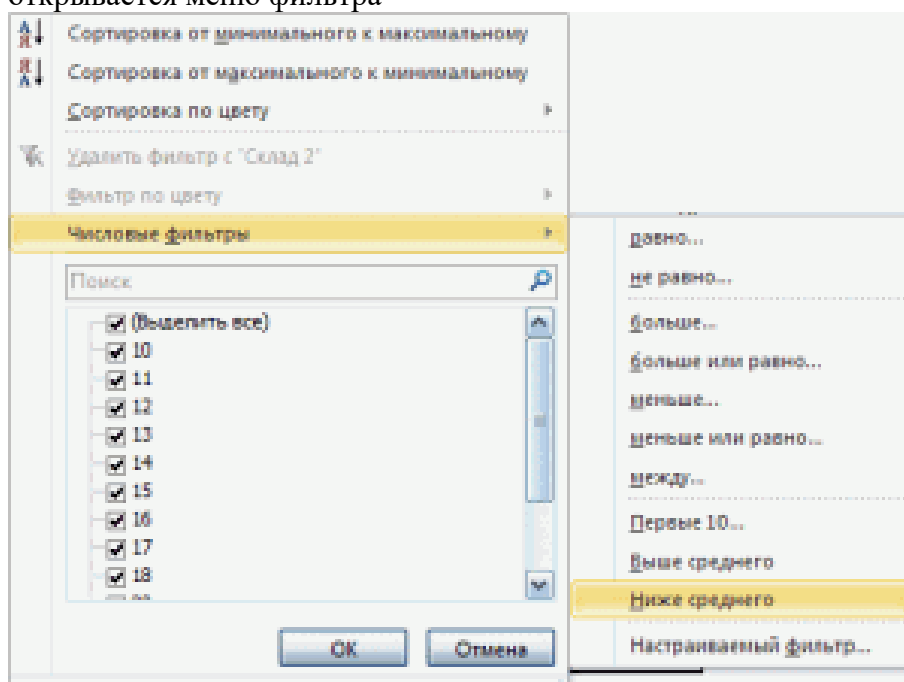 открывается меню фильтра
Сортировка от минимального к максимальному
Сортировка от максимального к минимальному
Сортировка по цвету
Удалить фильтр с "Склад 2"
Фильтр по цвету
Числовые фильтры
Поиск
(Выделить все)
10
11
12
13
14
15
16
17
18
ОК
Отмена
равно...
не равно...
больше...
больше или равно...
меньше...
меньше или равно...
между...
Первые 10...
Выше среднего
Ниже среднего
Настраиваемый фильтр...